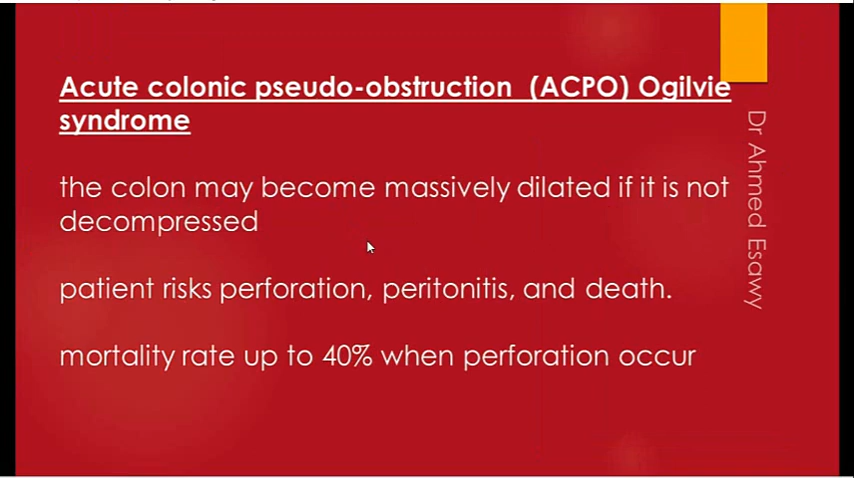 Acute colonic pseudo-obstruction (ACPO) Ogilvie
syndrome
the colon may become massively dilated if it is not
decompressed
patient risks perforation, peritonitis, and death.
mortality rate up to 40% when perforation occur
Dr Ahmed Esawy